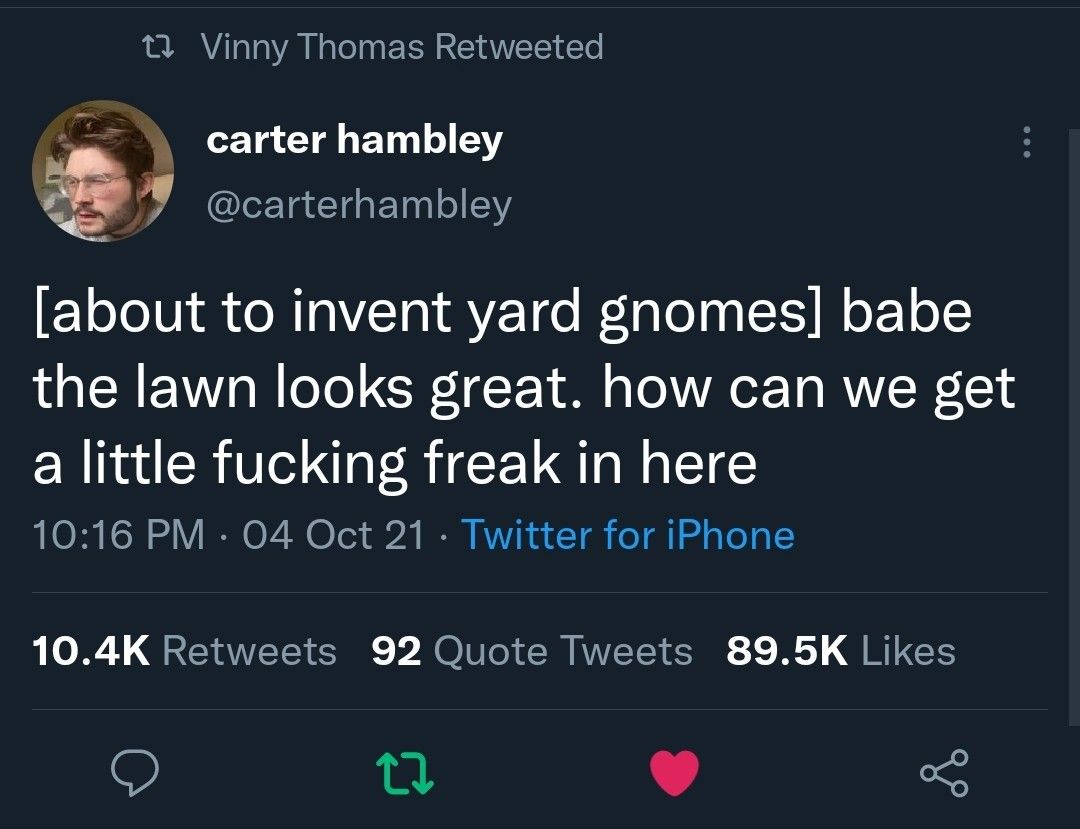 Vinny Thomas Retweeted
carter hambley
@carterhambley
[about to invent yard gnomes] babe
the lawn looks great. how can we get
a little fucking freak in here
10:16 PM · 04 Oct 21 · Twitter for iPhone
10.4K Retweets 92 Quote Tweets 89.5K Likes